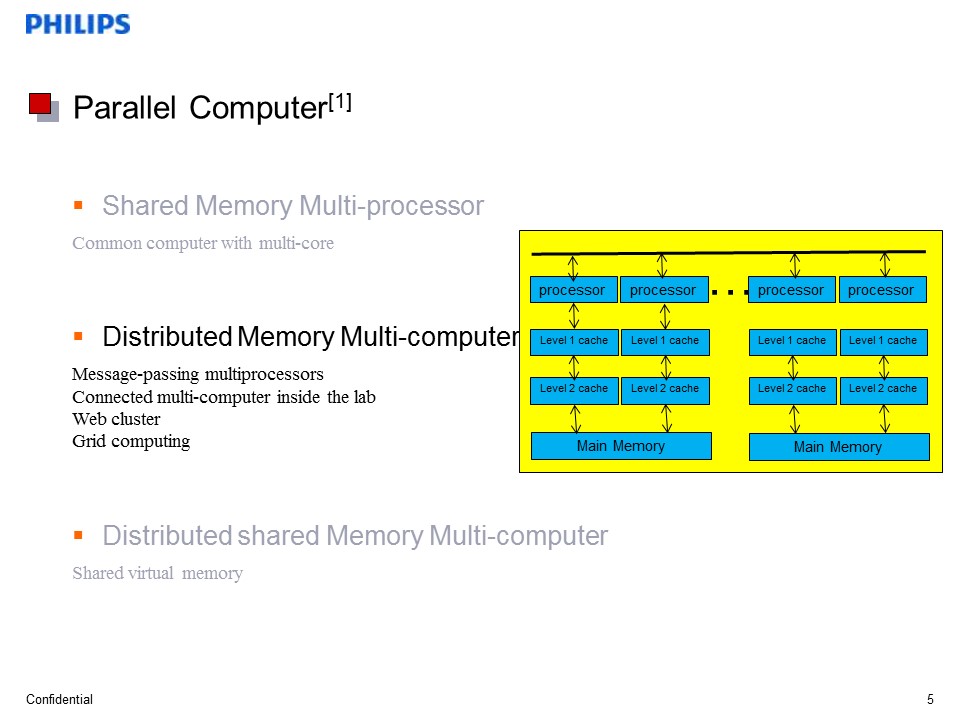 PHILIPS
Parallel Computer[1]
Shared Memory Multi-processor
Common computer with multi-core
Distributed Memory Multi-computer
Message-passing multiprocessors
Connected multi-computer inside the lab
Web cluster
Grid computing
processor processor ... processor processor
Level 1 cache Level 1 cache Level 1 cache Level 1 cache
Level 2 cache Level 2 cache Level 2 cache Level 2 cache
Main Memory Main Memory
Distributed shared Memory Multi-computer
Shared virtual memory
Confidential 5